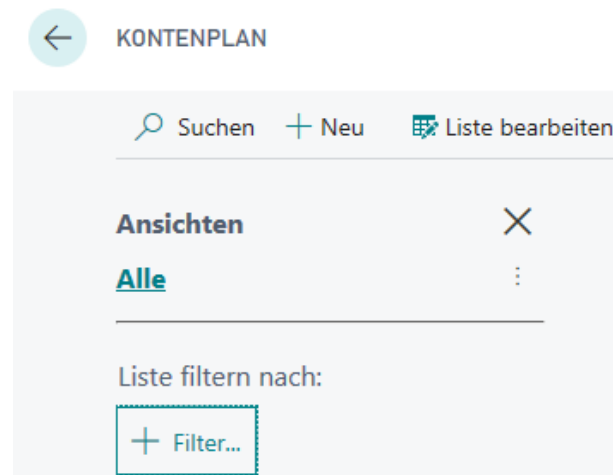 KONTENPLAN
Suchen Neu Liste bearbeiten
Ansichten
Alle
Liste filtern nach:
Filter...